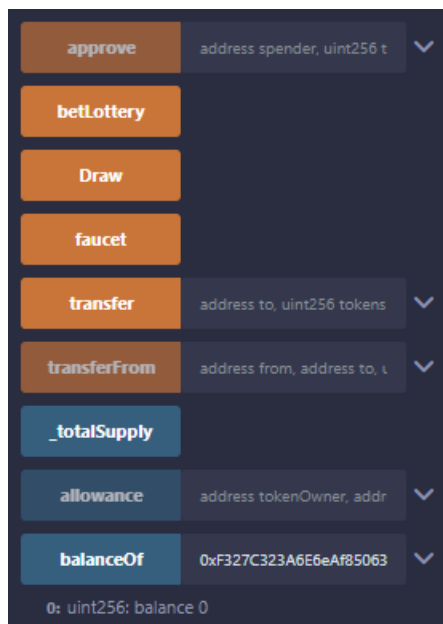 approve address spender, uint256 t
betLottery
Draw
faucet
transfer address to, uint256 tokens
transferFrom address from, address to, u
_totalSupply
allowance address tokenOwner, addr
balanceOf 0xF327C323A6E6eAf85063
0: uint256: balance 0